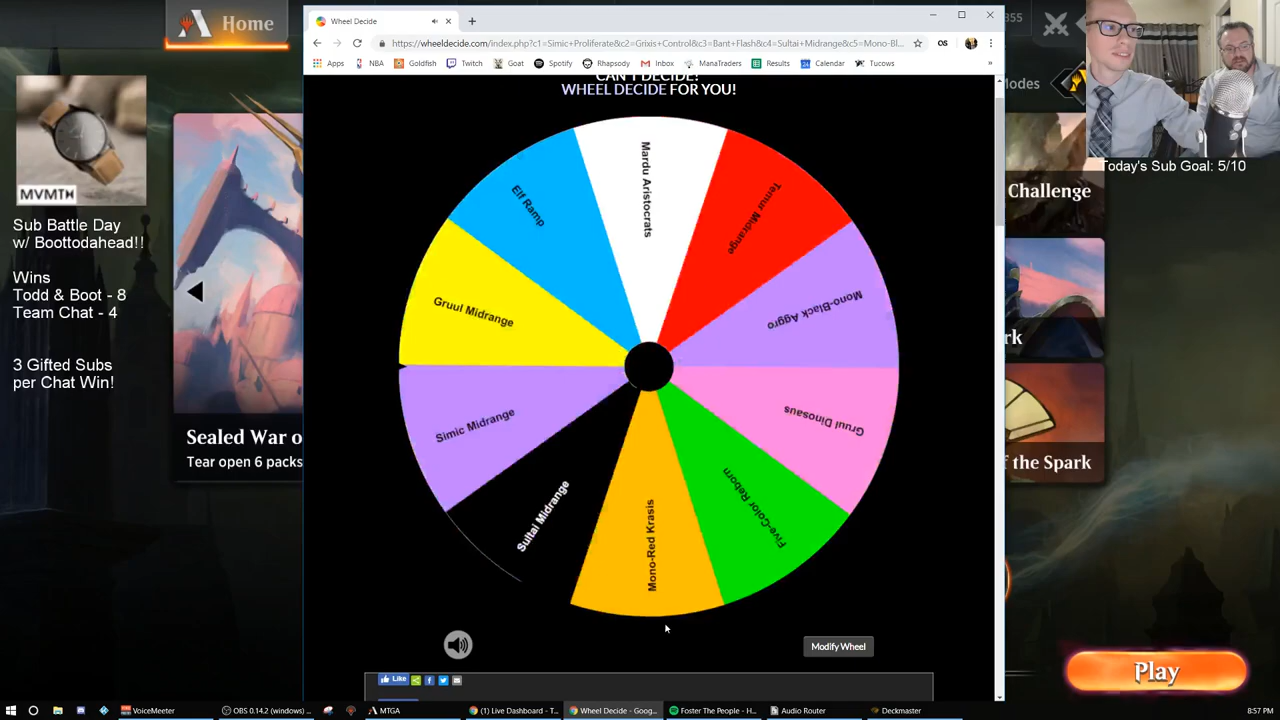 Home
Wheel Decide
355
https://wheeldecide.com/index.php?c1=Simic+Proliferate&c2=Grixis+Control&c3=Bant+Flash&c4=Sultai+Midrange&c5=Mono-Bl...
OS
Apps
NBA
Goldfish
Twitch
Goat
Spotify
Rhapsody
Inbox
ManaTraders
Results
Calendar
Tucows
CAN'T DECIDE?
WHEEL DECIDE FOR YOU!
Mardu Aristocrats
Temur Midrange
Mono-Black Aggro
Gruul Dinosaus
Five-Color Reborn
Mono-Red Krasis
Sultai Midrange
Simic Midrange
Gruul Midrange
Elf Ramp
MVMTH
Sub Battle Day
w/ Boottodahead!!
Wins
Todd & Boot - 8
Team Chat - 4
3 Gifted Subs
per Chat Win!
Sealed War o
Tear open 6 packs
odes
Today's Sub Goal: 5/10
Challenge
rk
f the Spark
Modify Wheel
Like
Play
VoiceMeeter
OBS 0.14.2 (windows)...
MTGA
(1) Live Dashboard - T...
Wheel Decide - Goog...
Foster The People - H...
Audio Router
Deckmaster
8:57 PM